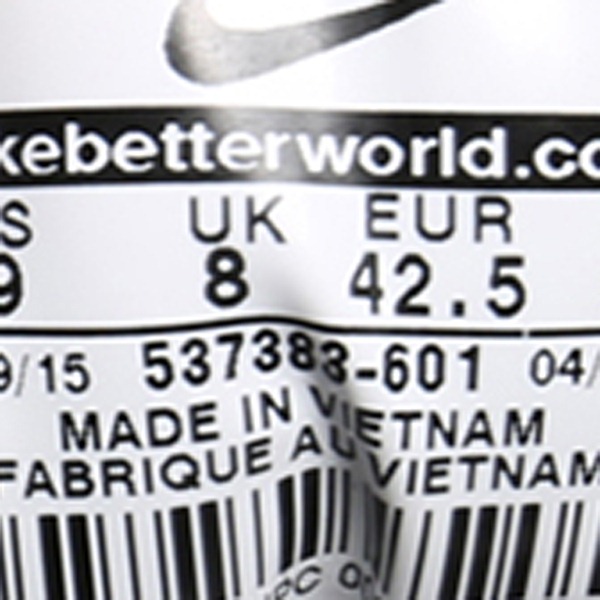 kebetterworld.co
S UK EUR
9 8 42.5
9/15 537383-601 04/
MADE IN VIETNAM
FABRIQUE AU VIETNAM